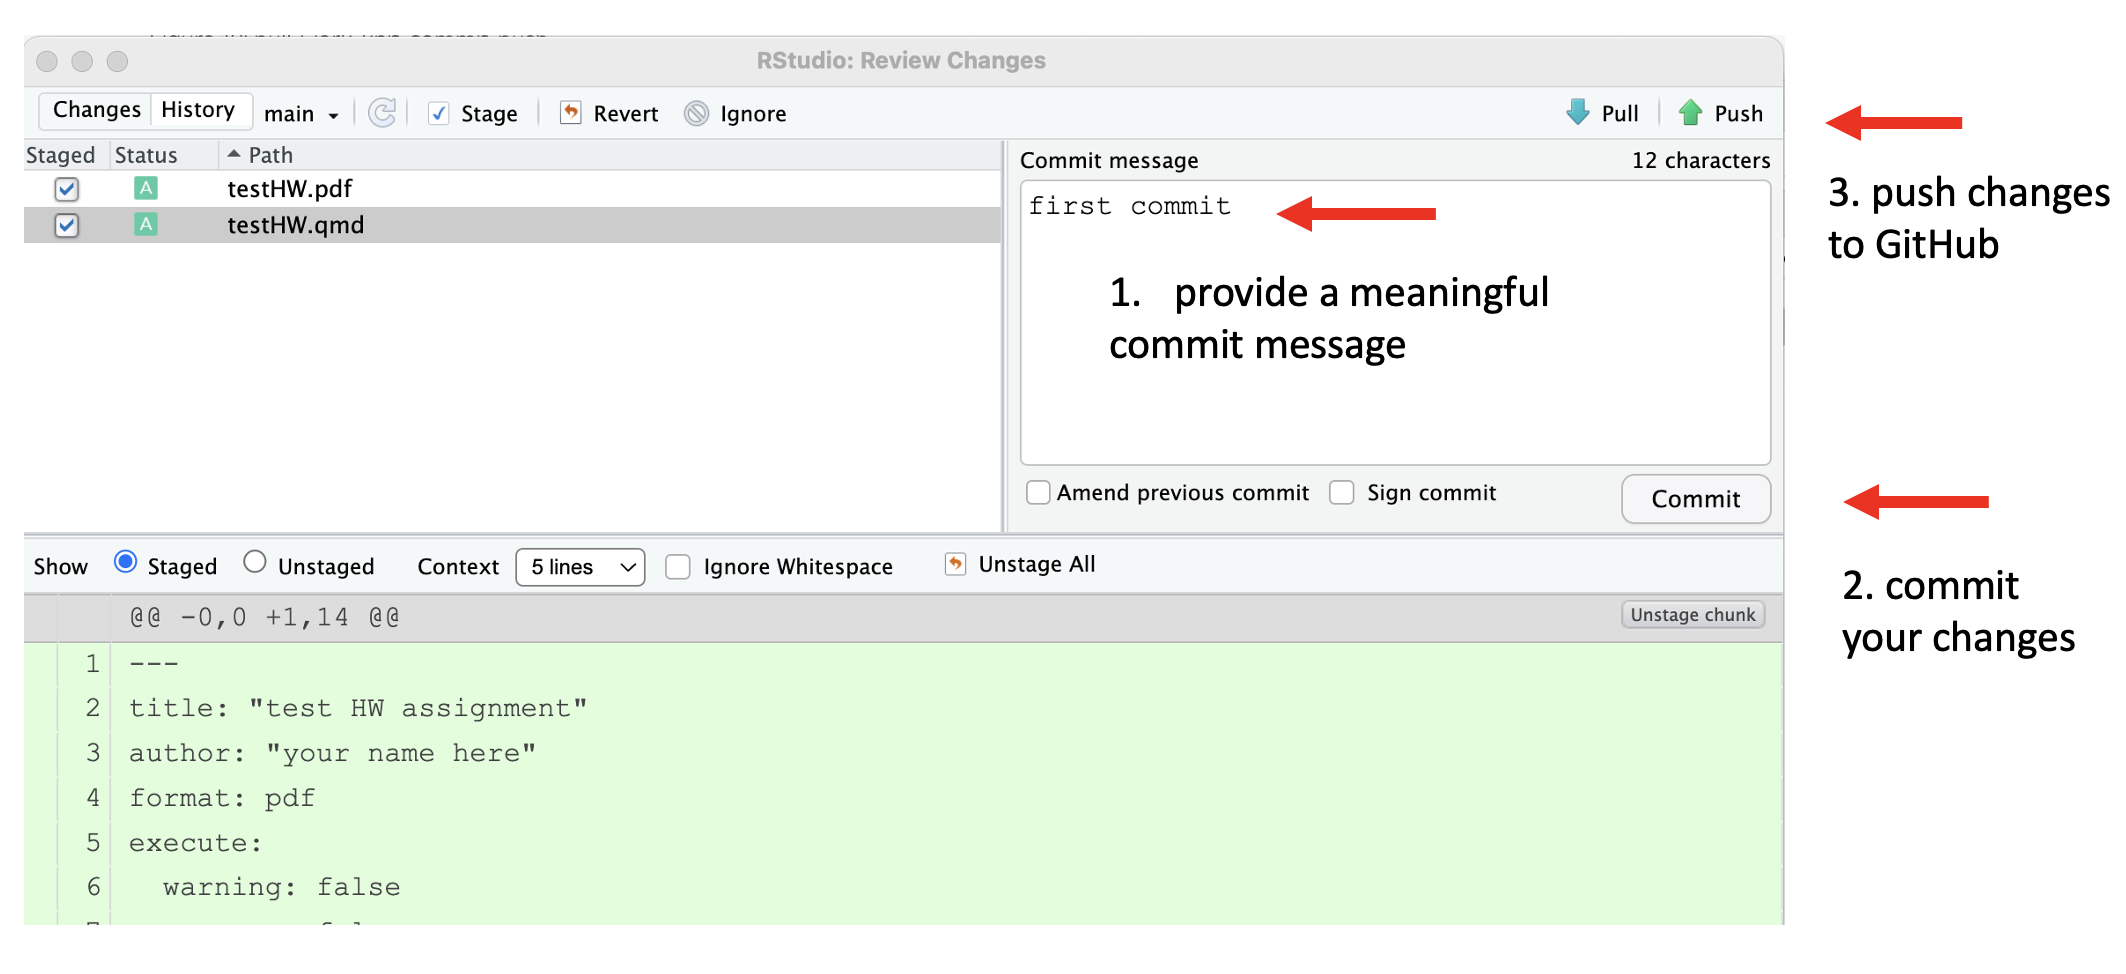 RStudio: Review Changes
Changes History main Stage Revert Ignore Pull Push
Staged Status Path
A testHW.pdf
A testHW.qmd
Commit message 12 characters
first commit
1. provide a meaningful
commit message
Amend previous commit Sign commit Commit
3. push changes
to GitHub
2. commit
your changes
Show Staged Unstaged Context 5 lines Ignore Whitespace Unstage All
@@ -0,0 +1,14 @@ Unstage chunk
1 ---
2 title: "test HW assignment"
3 author: "your name here"
4 format: pdf
5 execute:
6 warning: false